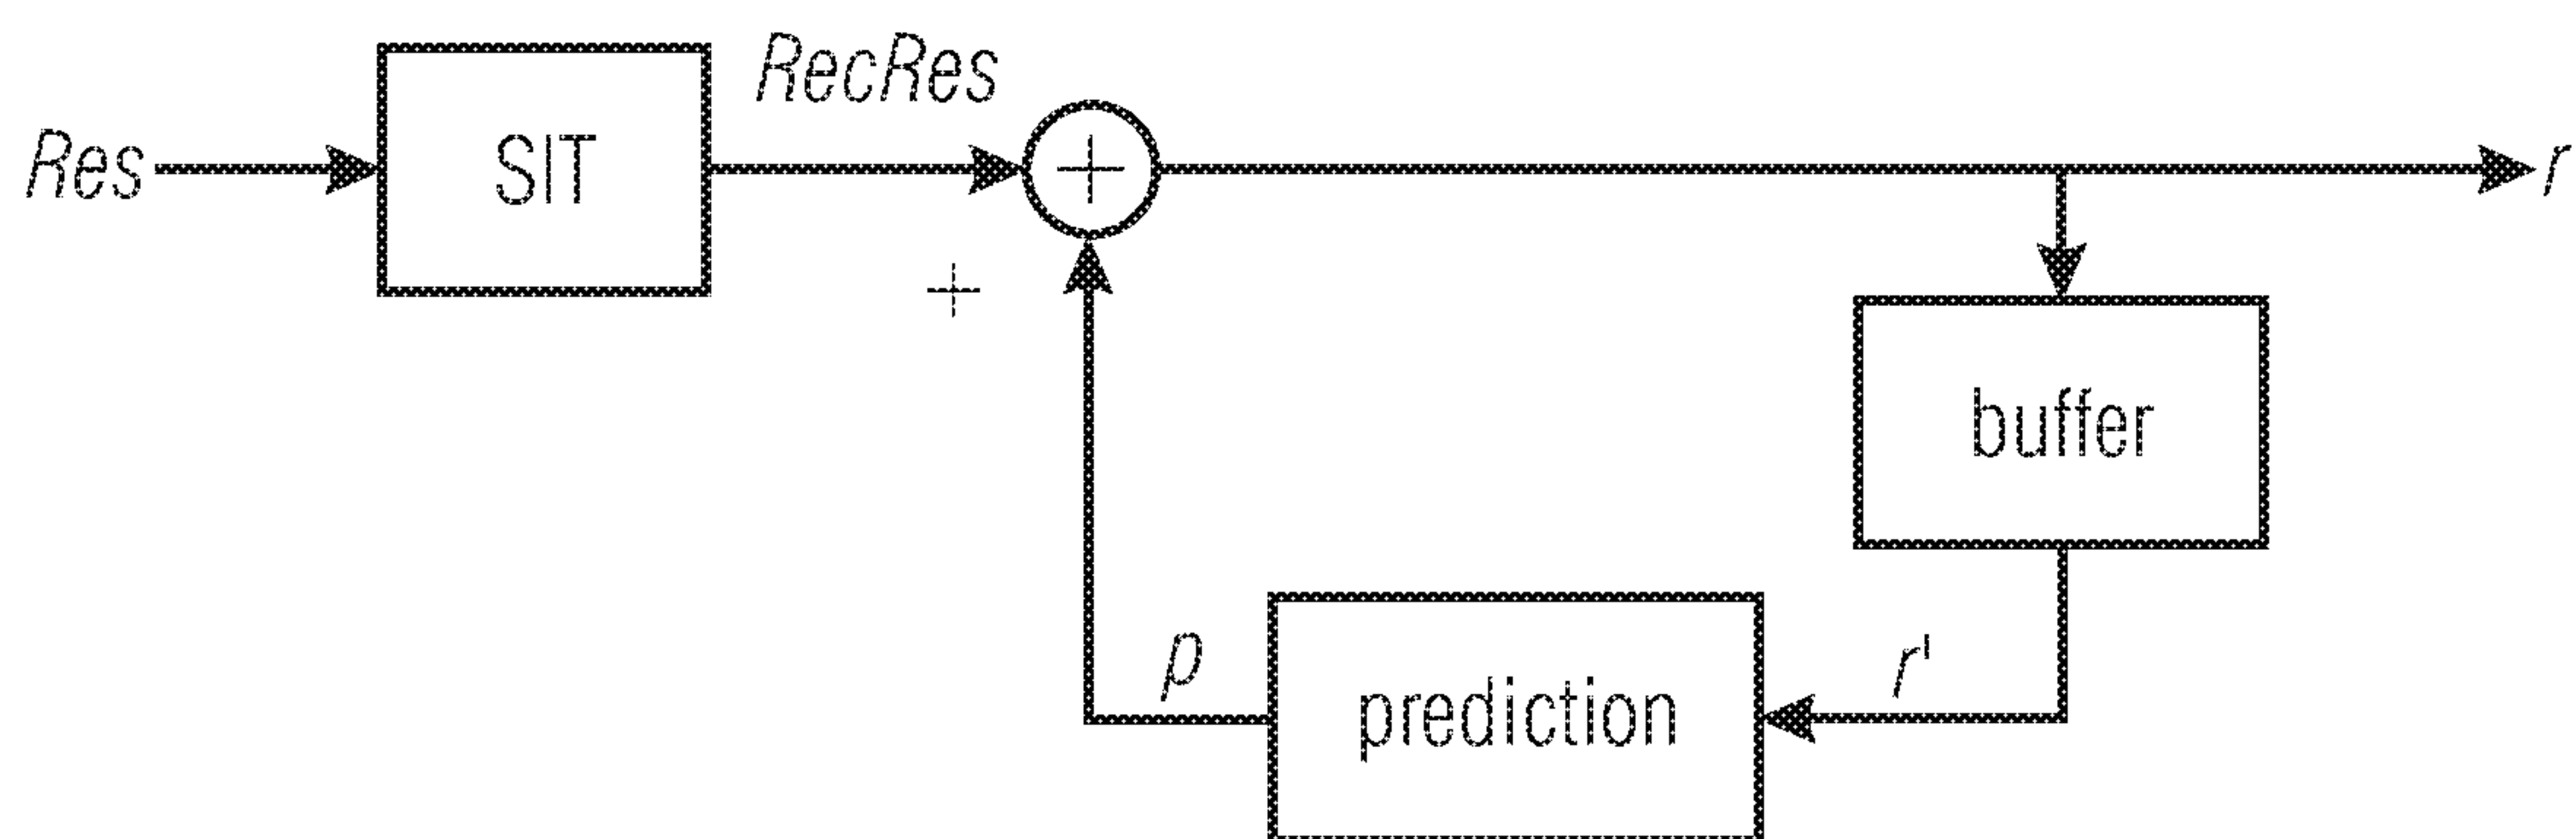 RecRes
Res
SIT
+
r
+
buffer
p
r'
prediction